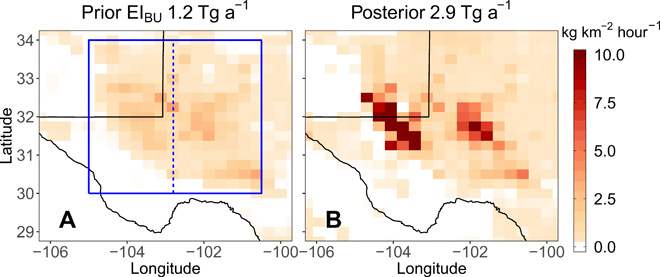 Prior EIBU 1.2 Tg a−1
Posterior 2.9 Tg a−1
kg km−2 hour−1
34
33
32
31
30
29
Latitude
A
B
10.0
7.5
5.0
2.5
0.0
−106 −104 −102 −100
−106 −104 −102 −100
Longitude
Longitude